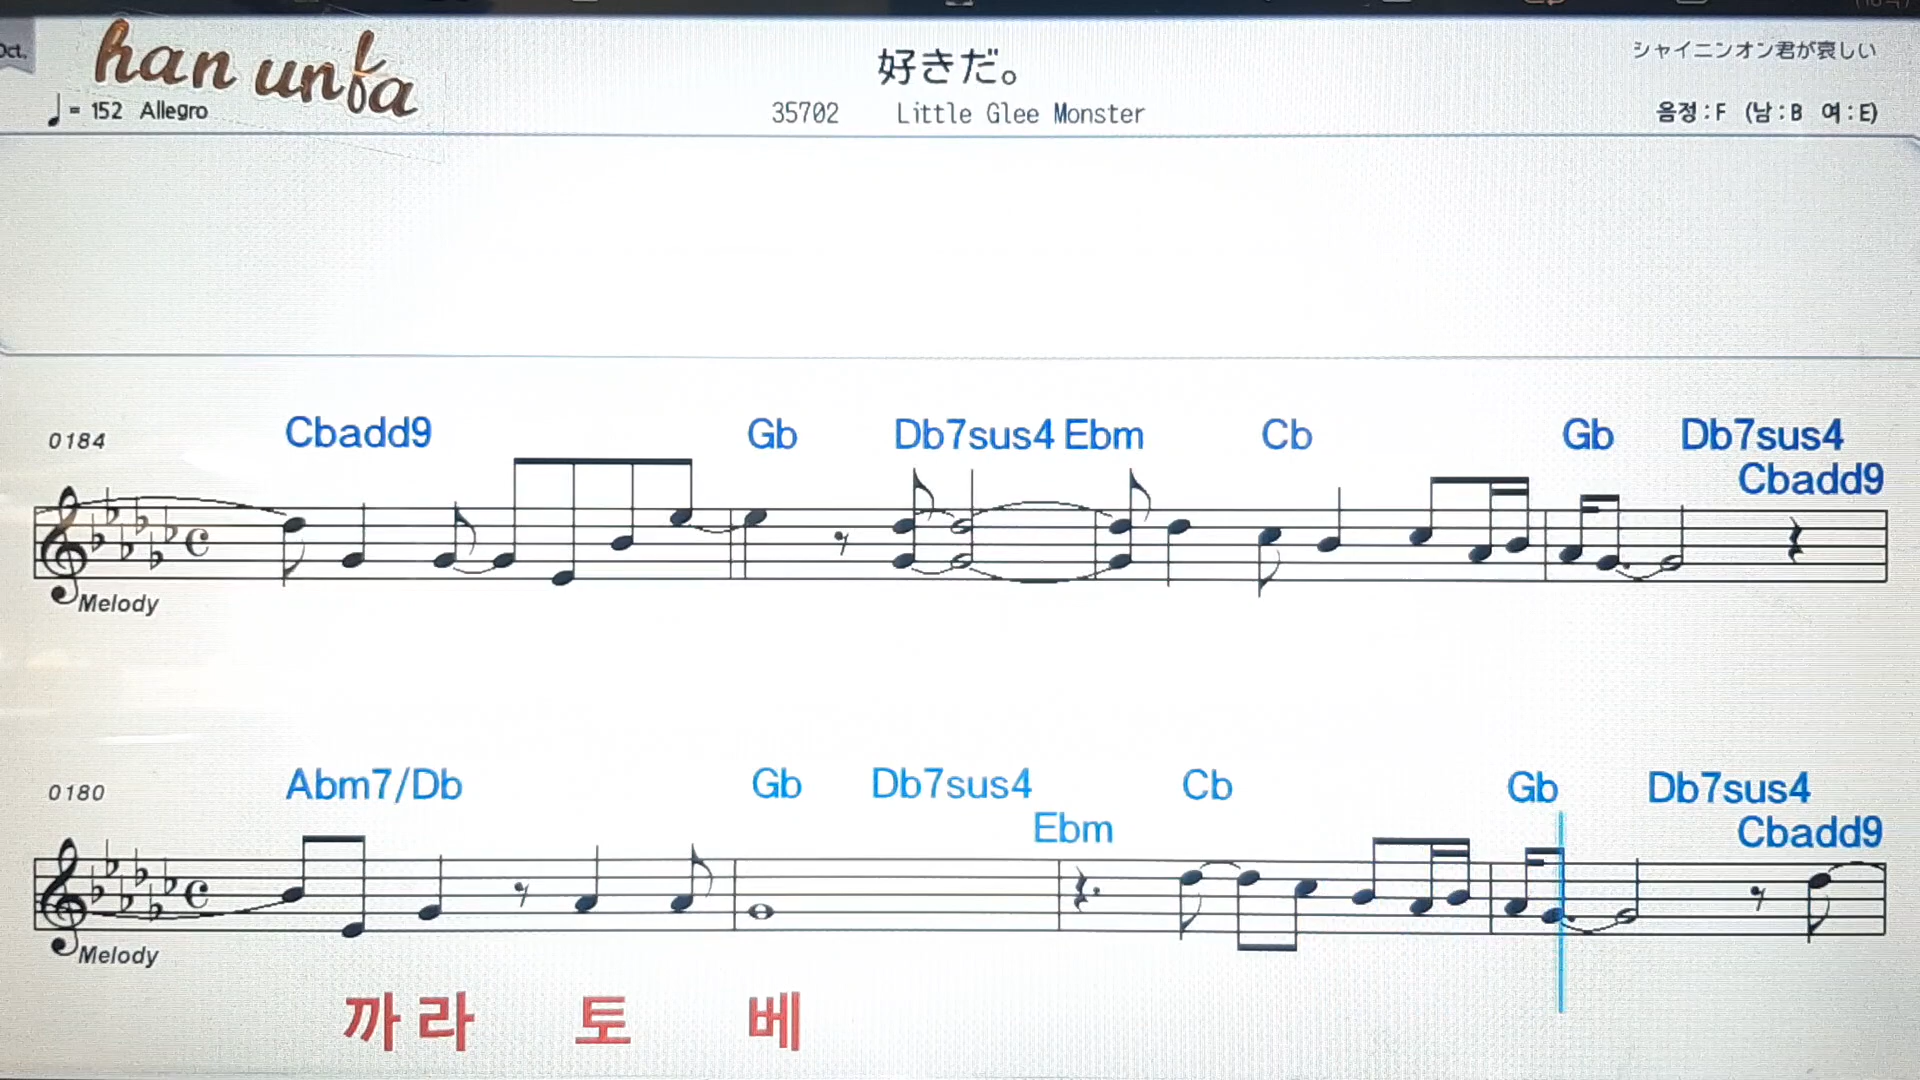 Oct.
han unfa
好きだ。
シャイニンオン君が哀しい
♩ = 152 Allegro
35702 Little Glee Monster
음정 : F (남 : B 여 : E)
0184 Cbadd9 Gb Db7sus4 Ebm Cb Gb Db7sus4
Cbadd9
Melody
0180 Abm7/Db Gb Db7sus4 Cb Gb Db7sus4
Ebm Cbadd9
Melody
까 라 토 베